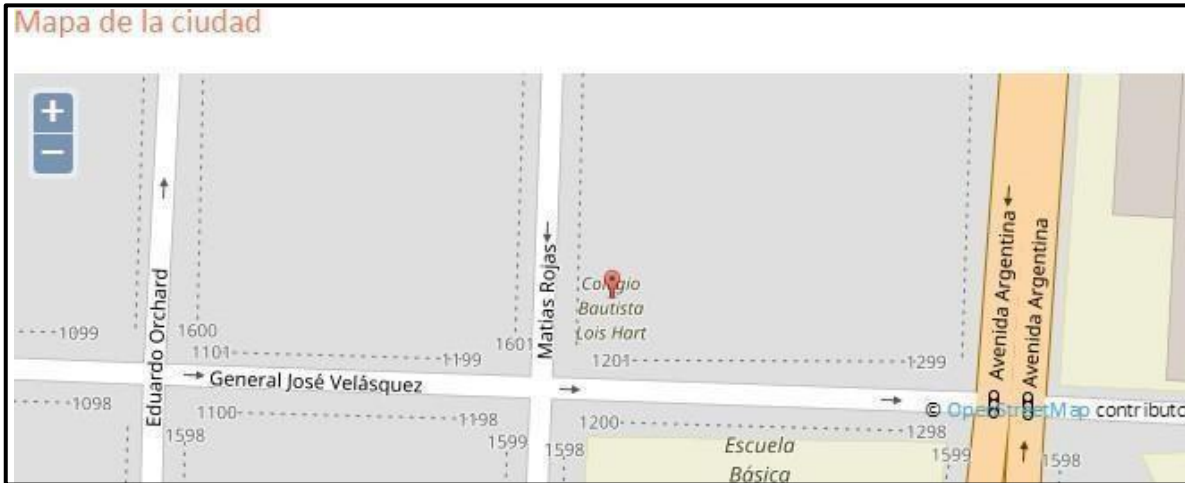 Mapa de la ciudad
+
−
Eduardo Orchard
Matias Rojas
Avenida Argentina
Avenida Argentina
Colegio
Bautista
Lois Hart
1099
1600
1101
1199
1601
1201
1299
General José Velásquez
1098
1100
1198
1200
1298
© OpenStreetMap contributo
1598
1599
1598
Escuela
Básica
1599
1598